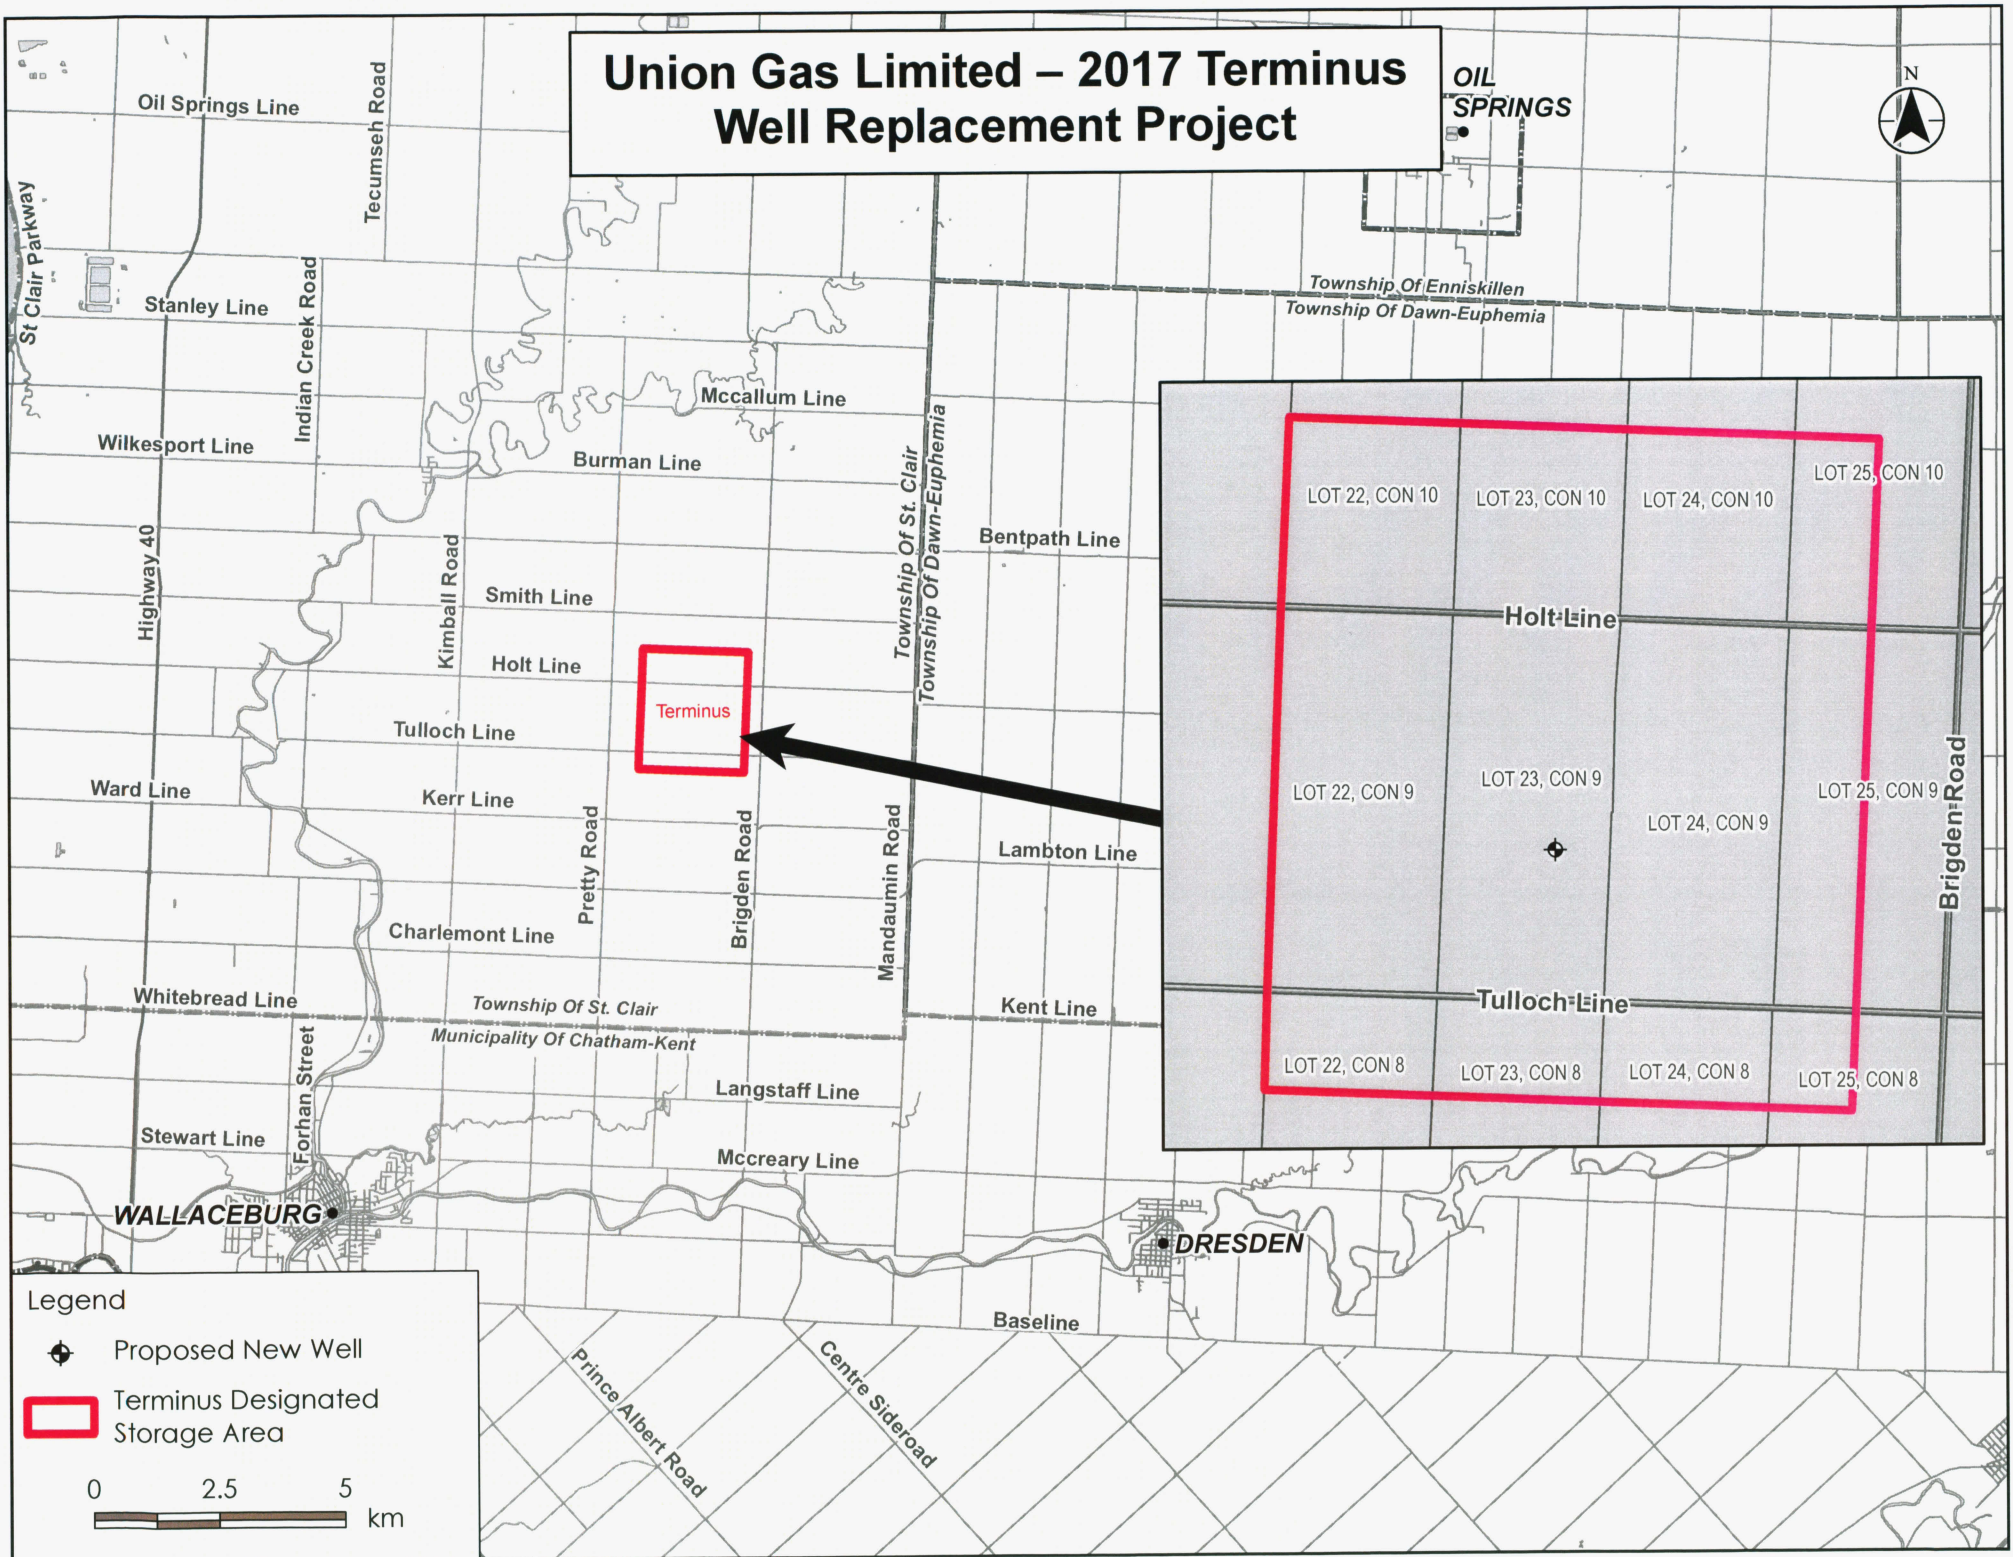 Union Gas Limited – 2017 Terminus
Well Replacement Project
OIL
SPRINGS
N
Oil Springs Line
Tecumseh Road
St Clair Parkway
Stanley Line
Indian Creek Road
Township Of Enniskillen
Township Of Dawn-Euphemia
Mccallum Line
Wilkesport Line
Burman Line
Township Of St. Clair
Township Of Dawn-Euphemia
Highway 40
Kimball Road
Bentpath Line
Smith Line
Holt Line
Terminus
Tulloch Line
Ward Line
Kerr Line
Pretty Road
Brigden Road
Mandaumin Road
Lambton Line
Charlemont Line
Whitebread Line
Township Of St. Clair
Municipality Of Chatham-Kent
Kent Line
Forhan Street
Langstaff Line
Stewart Line
Mccreary Line
WALLACEBURG
DRESDEN
Baseline
Prince Albert Road
Centre Sideroad
LOT 22, CON 10
LOT 23, CON 10
LOT 24, CON 10
LOT 25, CON 10
Holt Line
LOT 22, CON 9
LOT 23, CON 9
LOT 24, CON 9
LOT 25, CON 9
Brigden Road
Tulloch Line
LOT 22, CON 8
LOT 23, CON 8
LOT 24, CON 8
LOT 25, CON 8
Legend
Proposed New Well
Terminus Designated
Storage Area
0 2.5 5
km